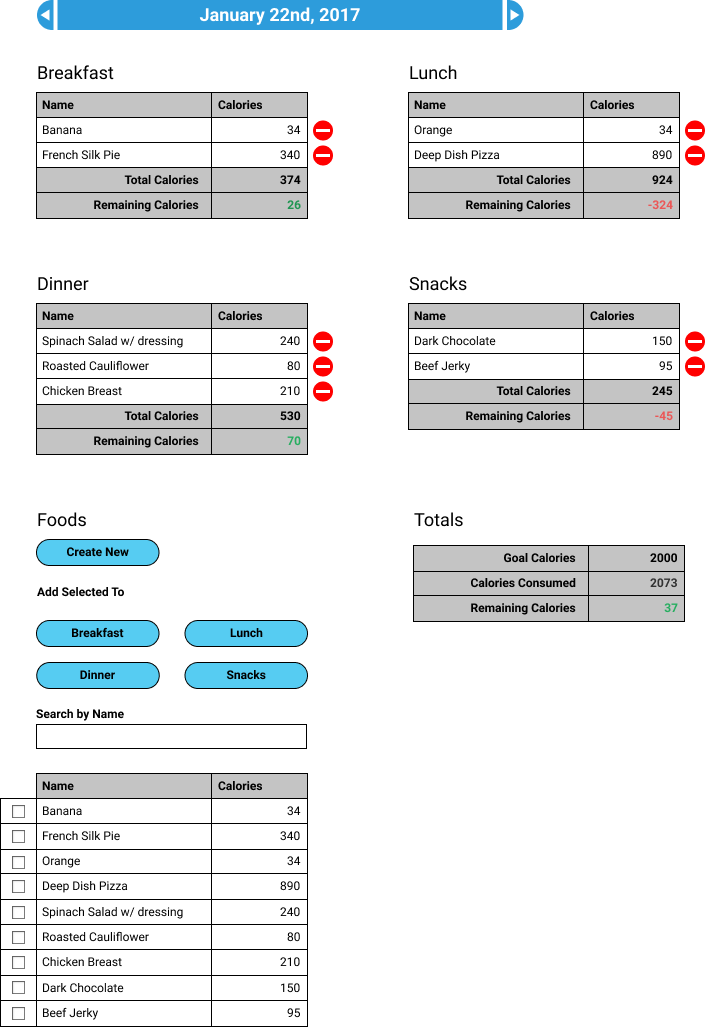 January 22nd, 2017
Breakfast
Name Calories
Banana 34
French Silk Pie 340
Total Calories 374
Remaining Calories 26
Lunch
Name Calories
Orange 34
Deep Dish Pizza 890
Total Calories 924
Remaining Calories -324
Dinner
Name Calories
Spinach Salad w/ dressing 240
Roasted Cauliflower 80
Chicken Breast 210
Total Calories 530
Remaining Calories 70
Snacks
Name Calories
Dark Chocolate 150
Beef Jerky 95
Total Calories 245
Remaining Calories -45
Foods
Create New
Add Selected To
Breakfast Lunch
Dinner Snacks
Search by Name
Name Calories
Banana 34
French Silk Pie 340
Orange 34
Deep Dish Pizza 890
Spinach Salad w/ dressing 240
Roasted Cauliflower 80
Chicken Breast 210
Dark Chocolate 150
Beef Jerky 95
Totals
Goal Calories 2000
Calories Consumed 2073
Remaining Calories 37